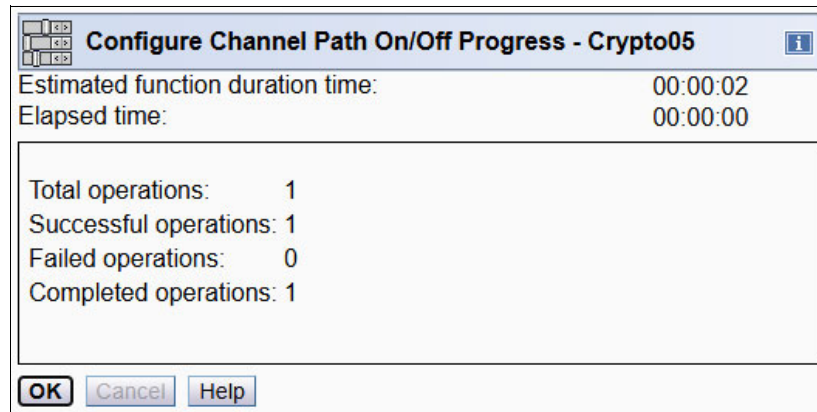 Configure Channel Path On/Off Progress - Crypto05 i
Estimated function duration time: 00:00:02
Elapsed time: 00:00:00
Total operations: 1
Successful operations: 1
Failed operations: 0
Completed operations: 1
OK Cancel Help